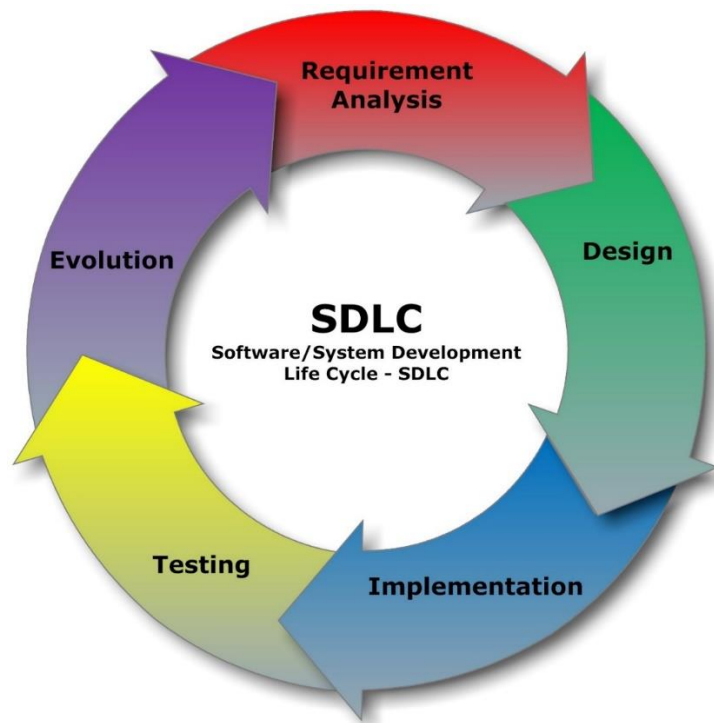 Requirement
Analysis
Design
Implementation
Testing
Evolution
SDLC
Software/System Development
Life Cycle - SDLC